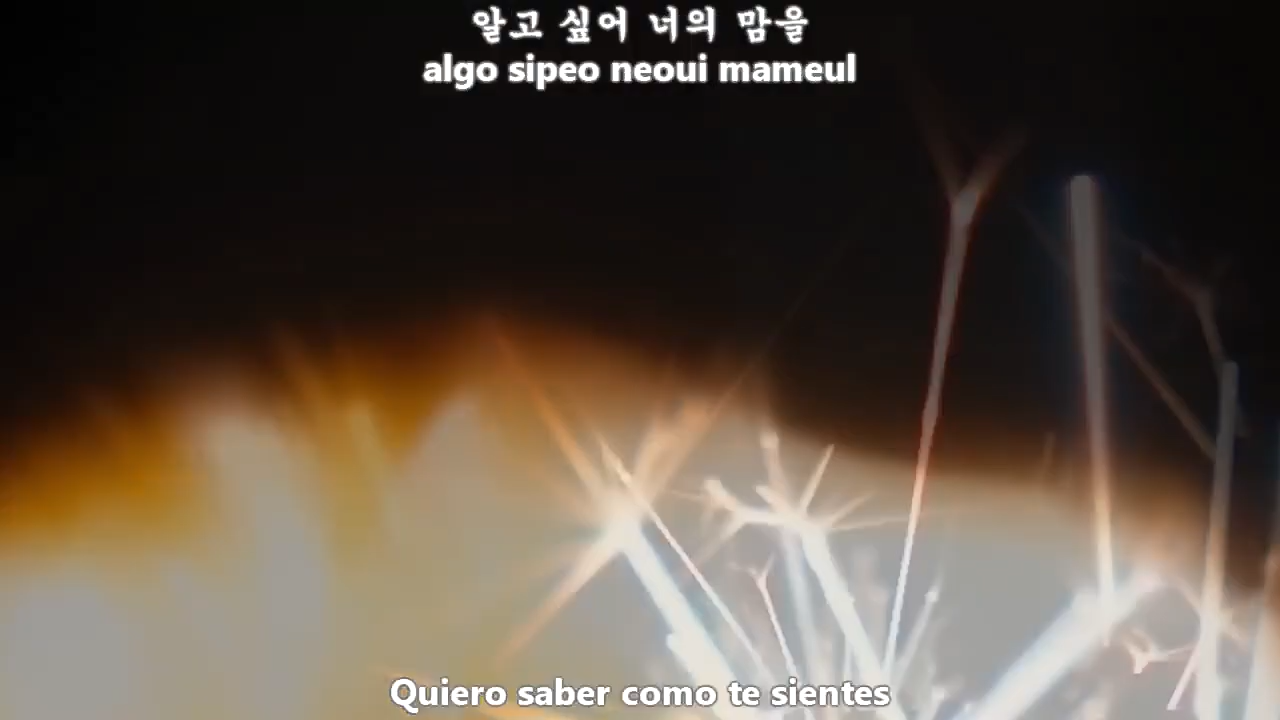 알고 싶어 너의 맘을
algo sipeo neoui mameul
Quiero saber como te sientes